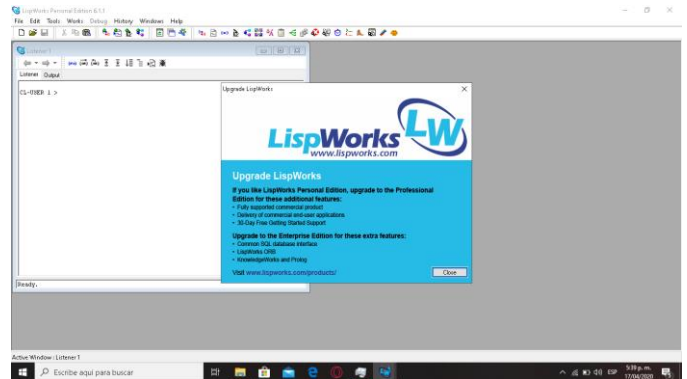 LispWorks Personal Edition 6.1.1
File Edit Tools Works Debug History Windows Help
Listener 1
Listener Output
CL-USER 1 >
Ready.
Upgrade LispWorks
LispWorks
LW
www.lispworks.com
Upgrade LispWorks
If you like LispWorks Personal Edition, upgrade to the Professional
Edition for these additional features:
- Fully supported commercial product
- Delivery of commercial end-user applications
- 30-Day Free Getting Started Support
Upgrade to the Enterprise Edition for these extra features:
- Common SQL database interface
- LispWorks ORB
- KnowledgeWorks and Prolog
Visit www.lispworks.com/products/
Close
Active Window : Listener 1
Escribe aquí para buscar
ESP
5:39 p. m.
17/04/2020